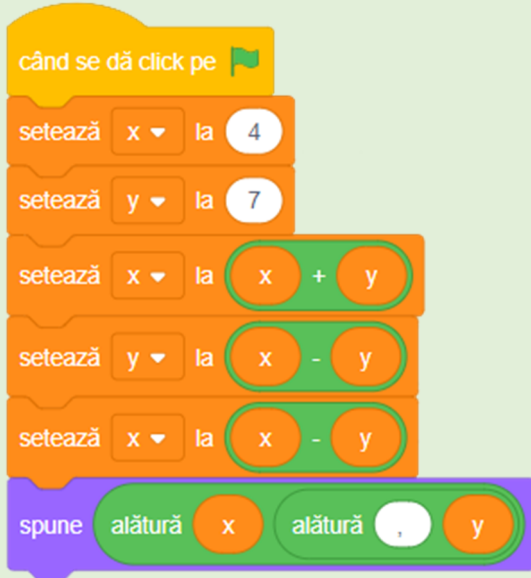 când se dă click pe
setează x la 4
setează y la 7
setează x la x + y
setează y la x - y
setează x la x - y
spune alătură x alătură , y